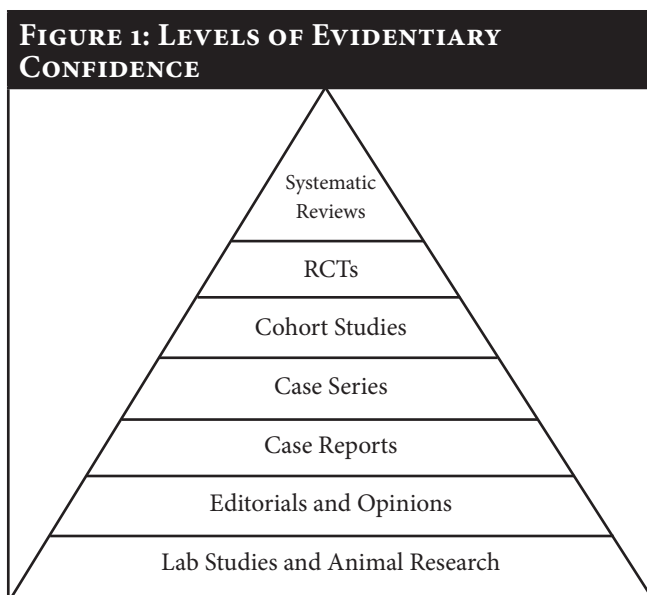 FIGURE 1: LEVELS OF EVIDENTIARY
CONFIDENCE
Systematic
Reviews
RCTs
Cohort Studies
Case Series
Case Reports
Editorials and Opinions
Lab Studies and Animal Research